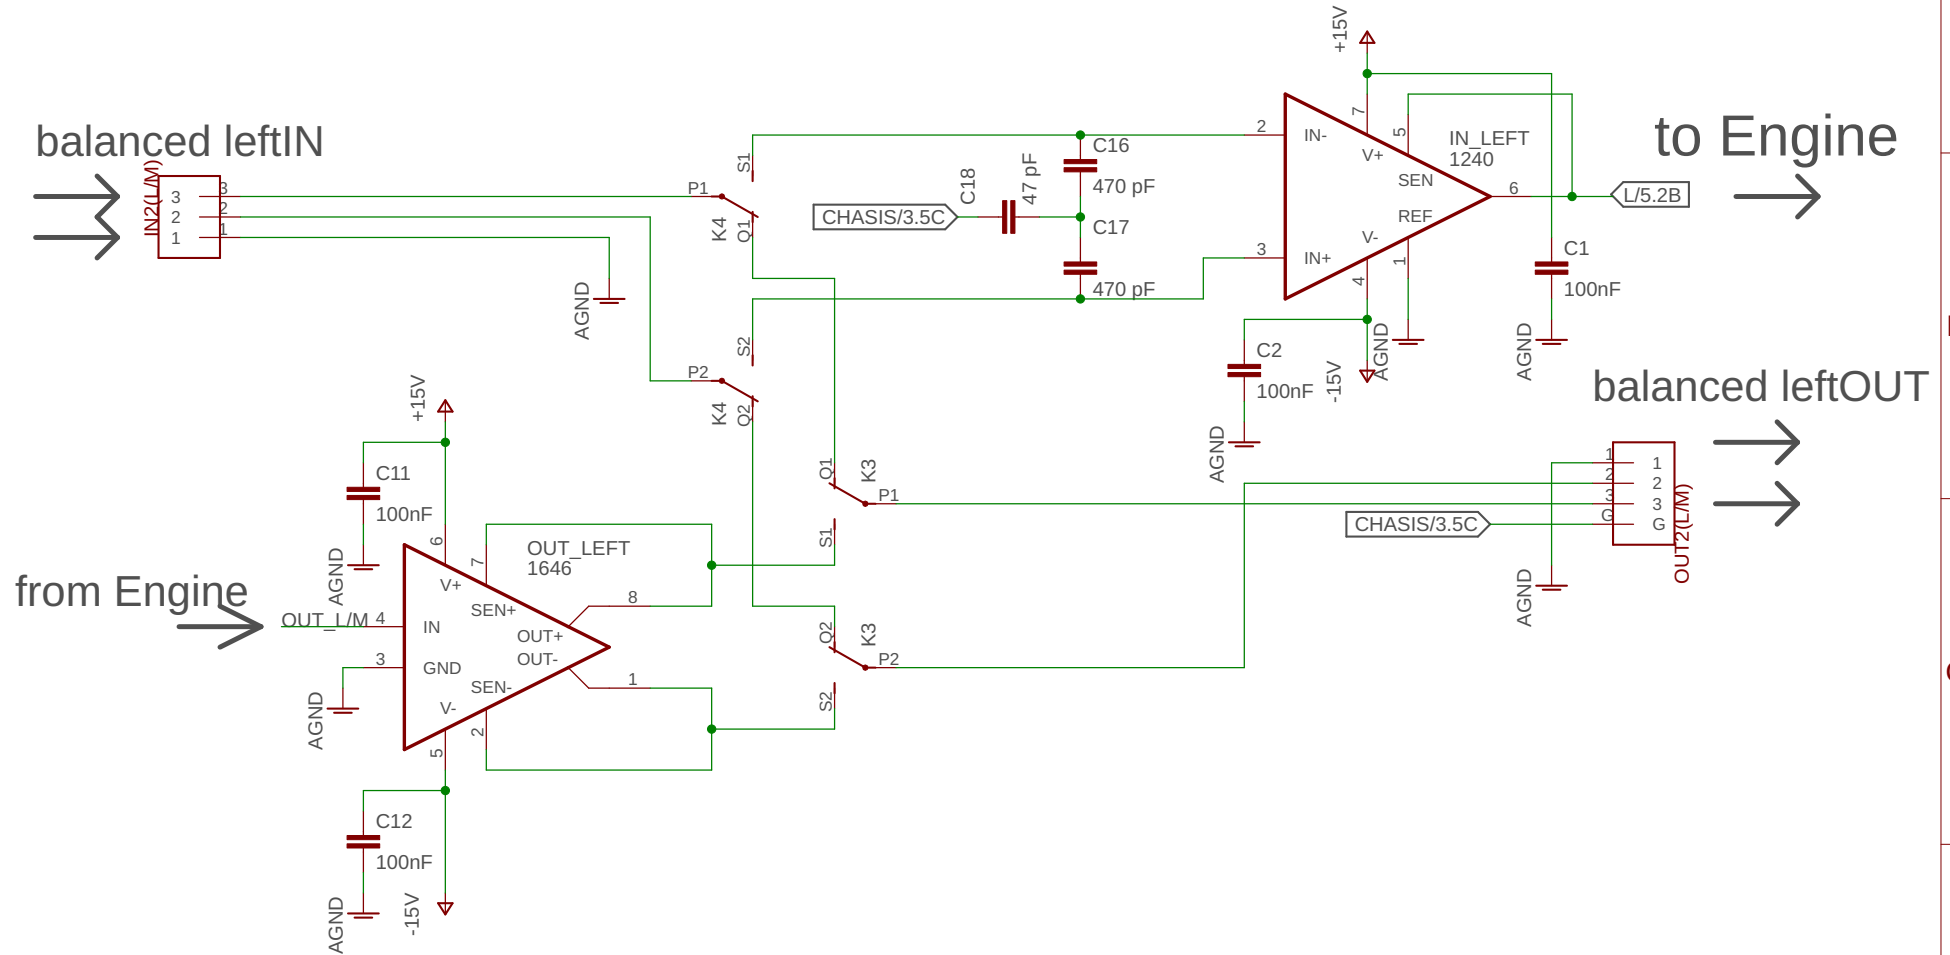 +15V
balanced leftIN
IN2(L/M)
3
2
1
3
2
1
AGND
P1
S1
K4
Q1
CHASIS/3.5C
C18
47 pF
C16
470 pF
C17
470 pF
2
3
IN-
IN+
7
V+
5
SEN
REF
V-
4
1
IN_LEFT
1240
6
L/5.2B
to Engine
C1
100nF
AGND
AGND
C2
100nF
-15V
AGND
S2
P2
K4
Q2
balanced leftOUT
1
2
3
G
1
2
3
G
OUT2(L/M)
CHASIS/3.5C
AGND
Q1
K3
P1
S1
Q2
K3
P2
S2
+15V
C11
100nF
AGND
from Engine
OUT_L/M
4
3
AGND
6
V+
7
SEN+
IN
GND
OUT+
OUT-
SEN-
V-
5
2
OUT_LEFT
1646
8
1
C12
100nF
AGND
-15V